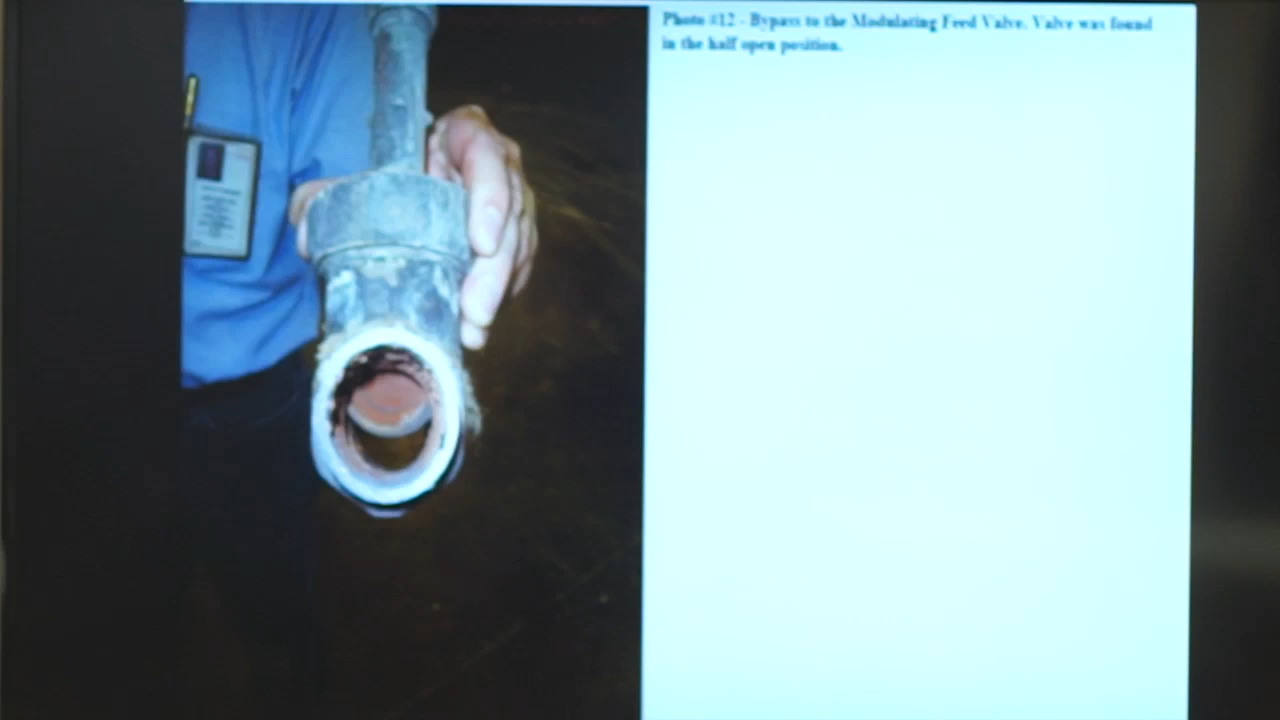 Photo #12 - Bypass to the Modulating Feed Valve. Valve was found
in the half open position.